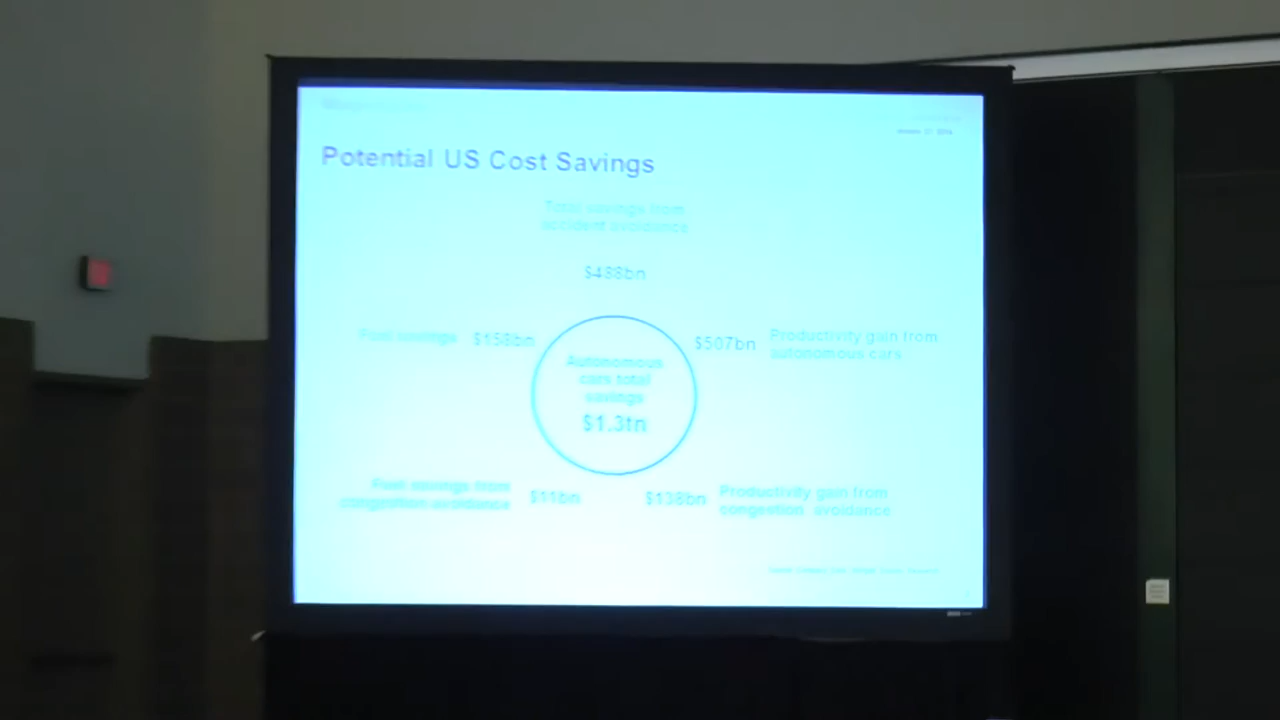 Potential US Cost Savings
Total savings from
accident avoidance
$488bn
Fuel savings
$158bn
$507bn
Productivity gain from
autonomous cars
Autonomous
cars total
savings
$1.3tn
Fuel savings from
congestion avoidance
$11bn
$138bn
Productivity gain from
congestion avoidance